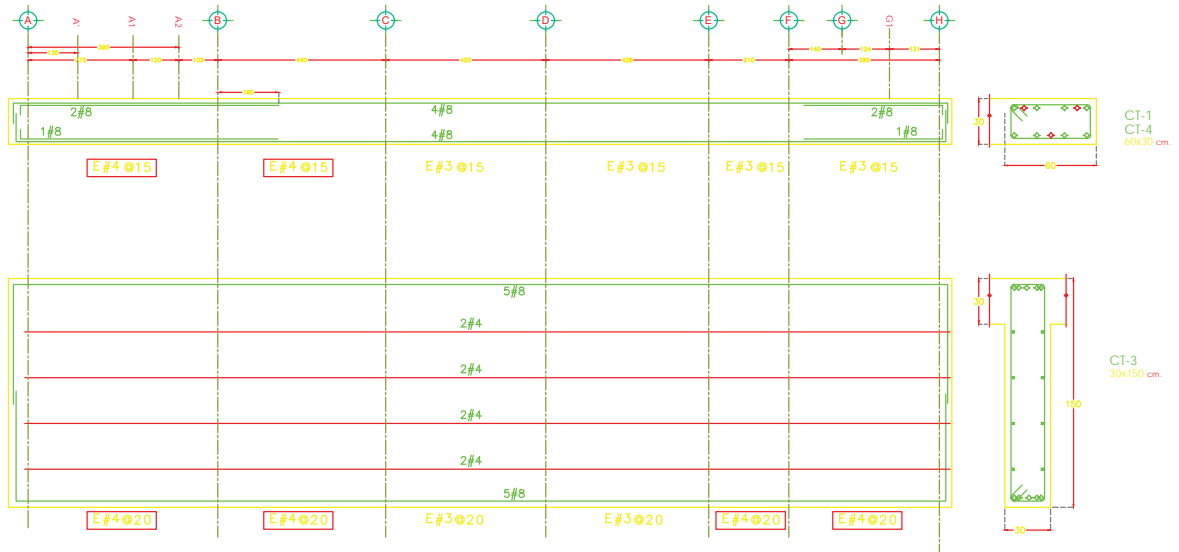 A A' A1 A2 B C D E F G G1 H
395
130 140 124 131
275 120 103 440 420 210 395
160
2#8 4#8 2#8
1#8 4#8 1#8
E#4@15 E#4@15 E#3@15 E#3@15 E#3@15 E#3@15
30
60
CT-1
CT-4
60x30 cm.
5#8
2#4
2#4
2#4
2#4
5#8
E#4@20 E#4@20 E#3@20 E#3@20 E#4@20 E#4@20
30
150
30
CT-3
30x150 cm.